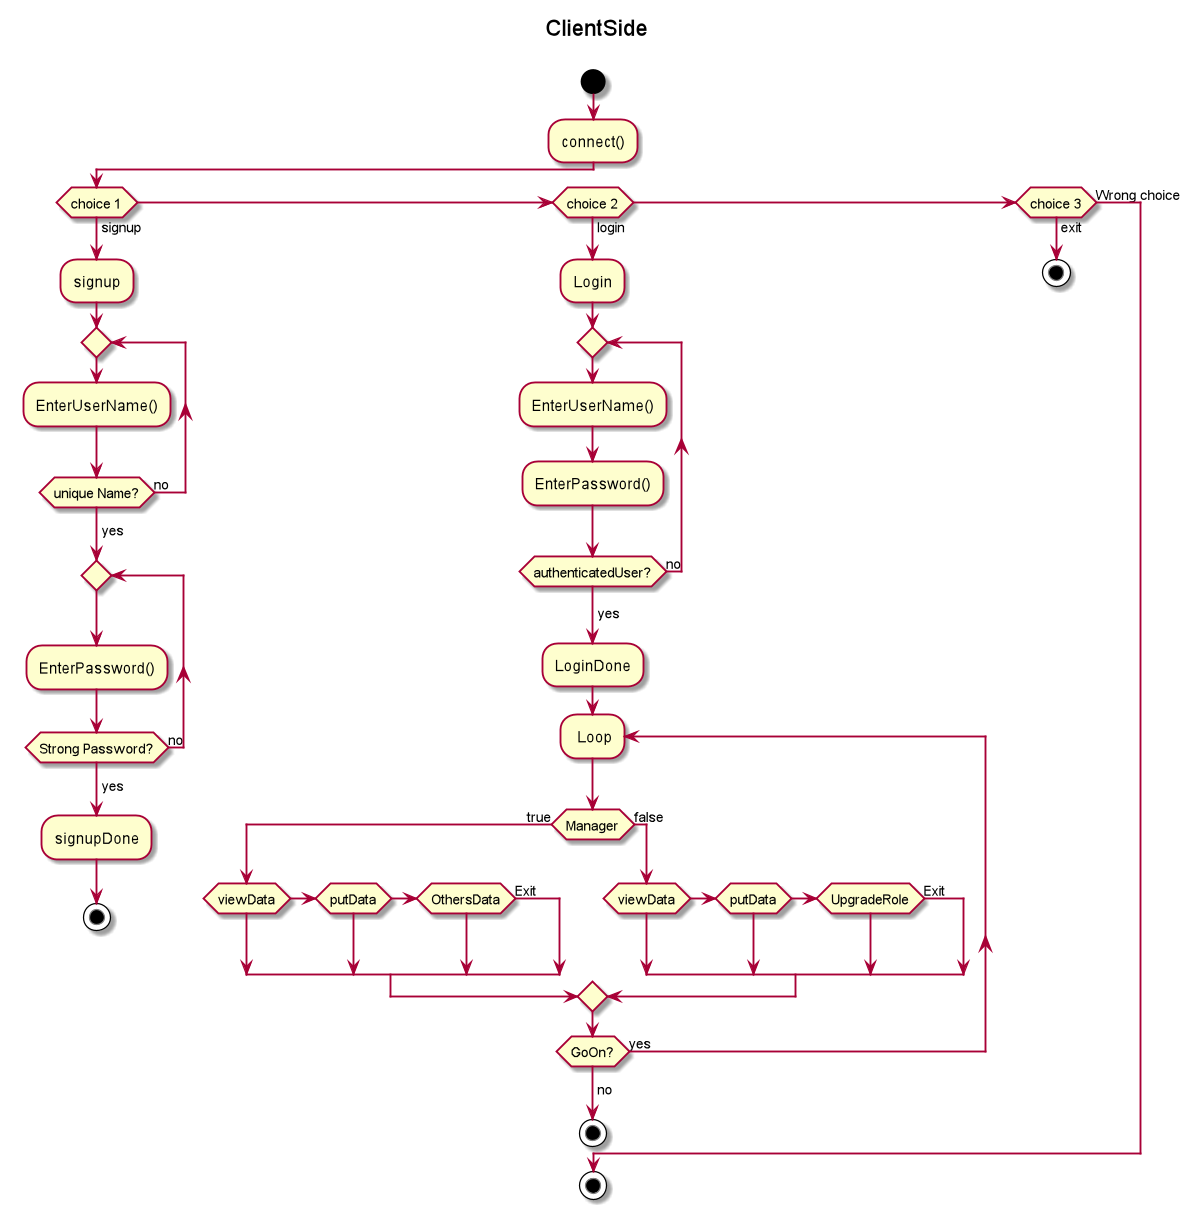 ClientSide
connect()
choice 1
choice 2
choice 3
Wrong choice
signup
login
exit
signup
Login
EnterUserName()
EnterUserName()
EnterPassword()
unique Name?
no
yes
authenticatedUser?
no
yes
EnterPassword()
LoginDone
Strong Password?
no
yes
Loop
signupDone
true
Manager
false
viewData
putData
OthersData
Exit
viewData
putData
UpgradeRole
Exit
GoOn?
yes
no